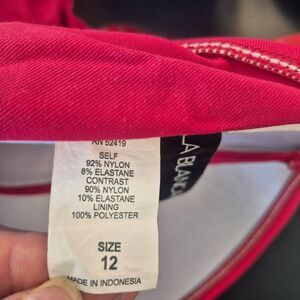 RN 52419
SELF
92% NYLON
8% ELASTANE
CONTRAST
90% NYLON
10% ELASTANE
LINING
100% POLYESTER
SIZE
12
MADE IN INDONESIA
LA BLANCA